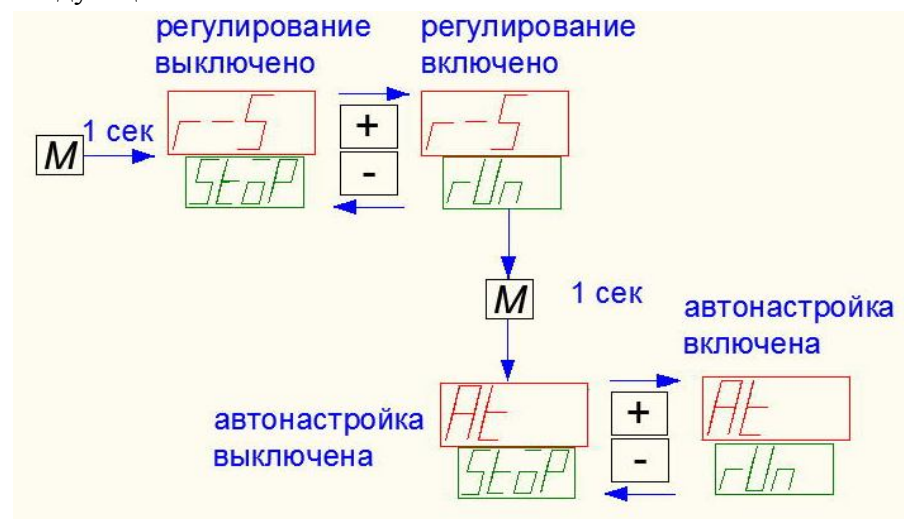 регулирование регулирование
выключено включено
r--S r--S
1 сек + 
M
- 
StoP rUn
M 1 сек
автонастройка
включена
At At
автонастройка +
выключена -
StoP rUn